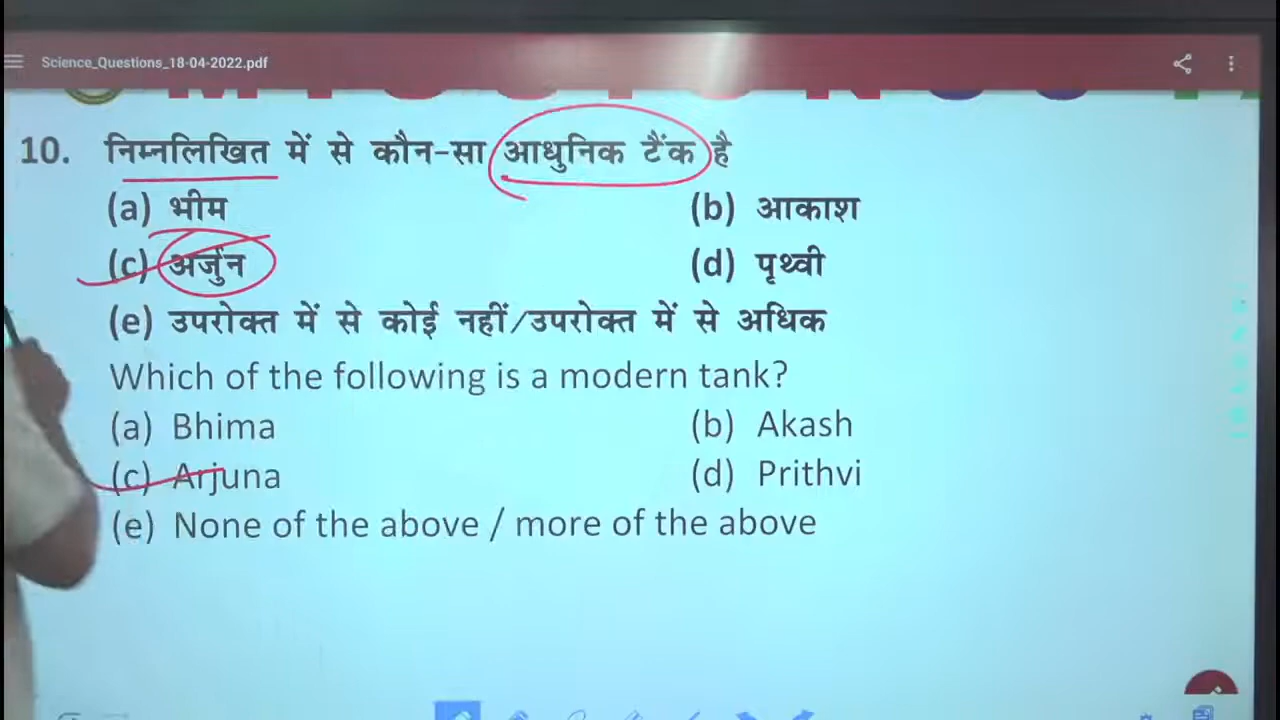 Science_Questions_18-04-2022.pdf
10. निम्नलिखित में से कौन-सा आधुनिक टैंक है
(a) भीम (b) आकाश
(c) अर्जुन (d) पृथ्वी
(e) उपरोक्त में से कोई नहीं/उपरोक्त में से अधिक
Which of the following is a modern tank?
(a) Bhima (b) Akash
(c) Arjuna (d) Prithvi
(e) None of the above / more of the above